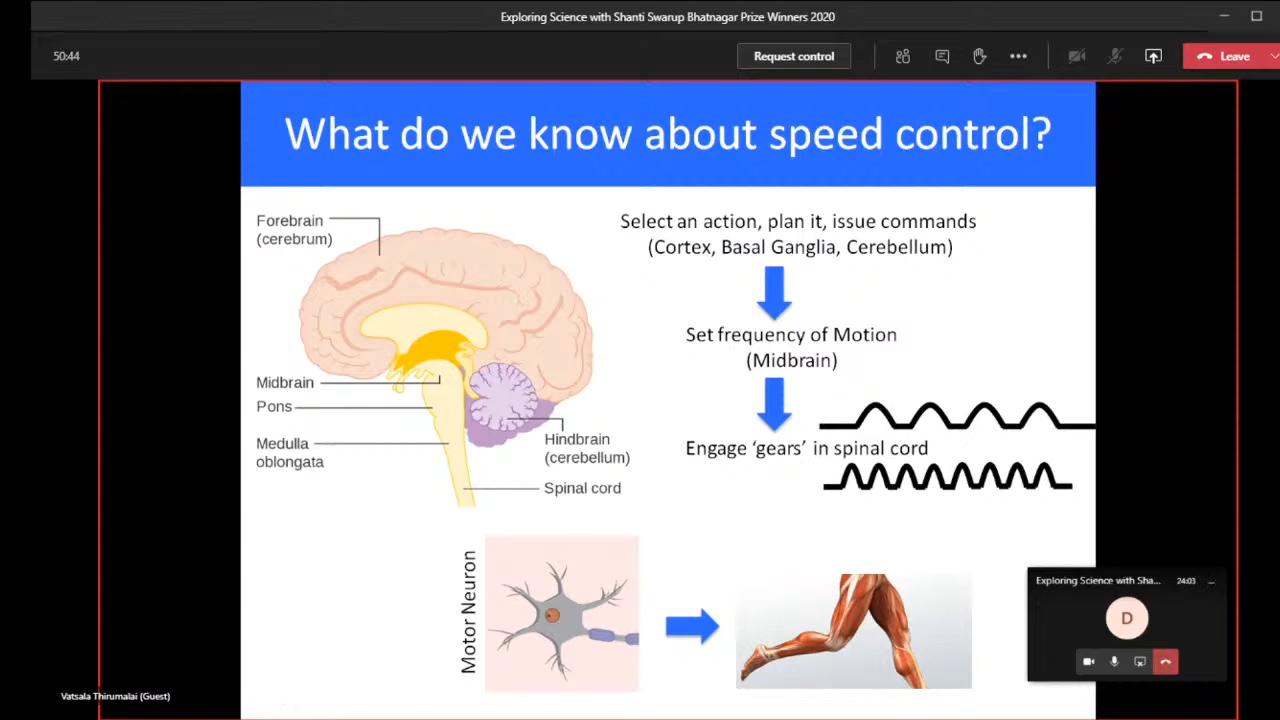 Exploring Science with Shanti Swarup Bhatnagar Prize Winners 2020
50:44
Request control
Leave
What do we know about speed control?
Forebrain
(cerebrum)
Midbrain
Pons
Medulla
oblongata
Hindbrain
(cerebellum)
Spinal cord
Select an action, plan it, issue commands
(Cortex, Basal Ganglia, Cerebellum)
Set frequency of Motion
(Midbrain)
Engage ‘gears’ in spinal cord
Motor Neuron
Exploring Science with Sha...
24:03
D
Vatsala Thirumalai (Guest)